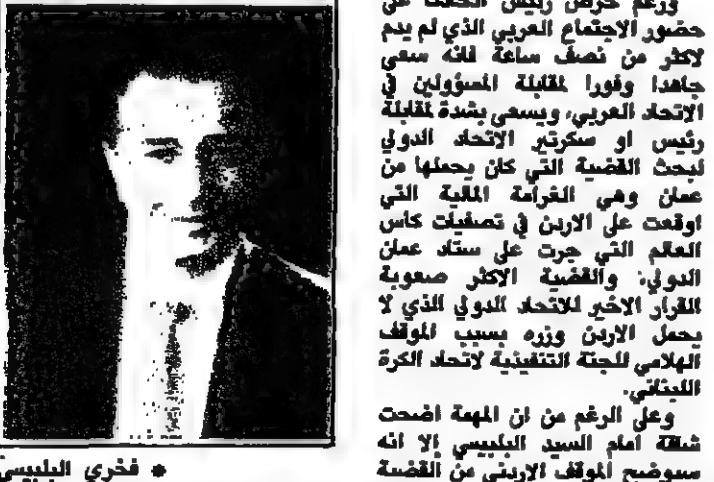 ورغم حرص رئيس
حضور الاجتماع العربي الذي لم يدم
لاكثر من نصف ساعة فانه سعى
جاهدا وفورا لمقابلة المسؤولين في
الاتحاد العربي، ويسعى بشدة لمقابلة
رئيس او سكرتير الاتحاد الدولي
لبحث القضية التي كان يحملها من
عمان وهي الغرامة المالية التي
اوقعت على الاردن في تصفيات كأس
العالم التي جرت على ستاد عمان
الدولي، والقضية الاكثر صعوبة
القرار الاخير للاتحاد الدولي الذي لا
يحمل الاردن وزره بسبب الموقف
الهلامي للجنة التنفيذية لاتحاد الكرة
اللبناني.
وعلى الرغم من ان المهمة اضحت
شاقة امام السيد البلبيسي إلا انه
سيوضح الموقف الاردني من القضية
* فخري البلبيسي